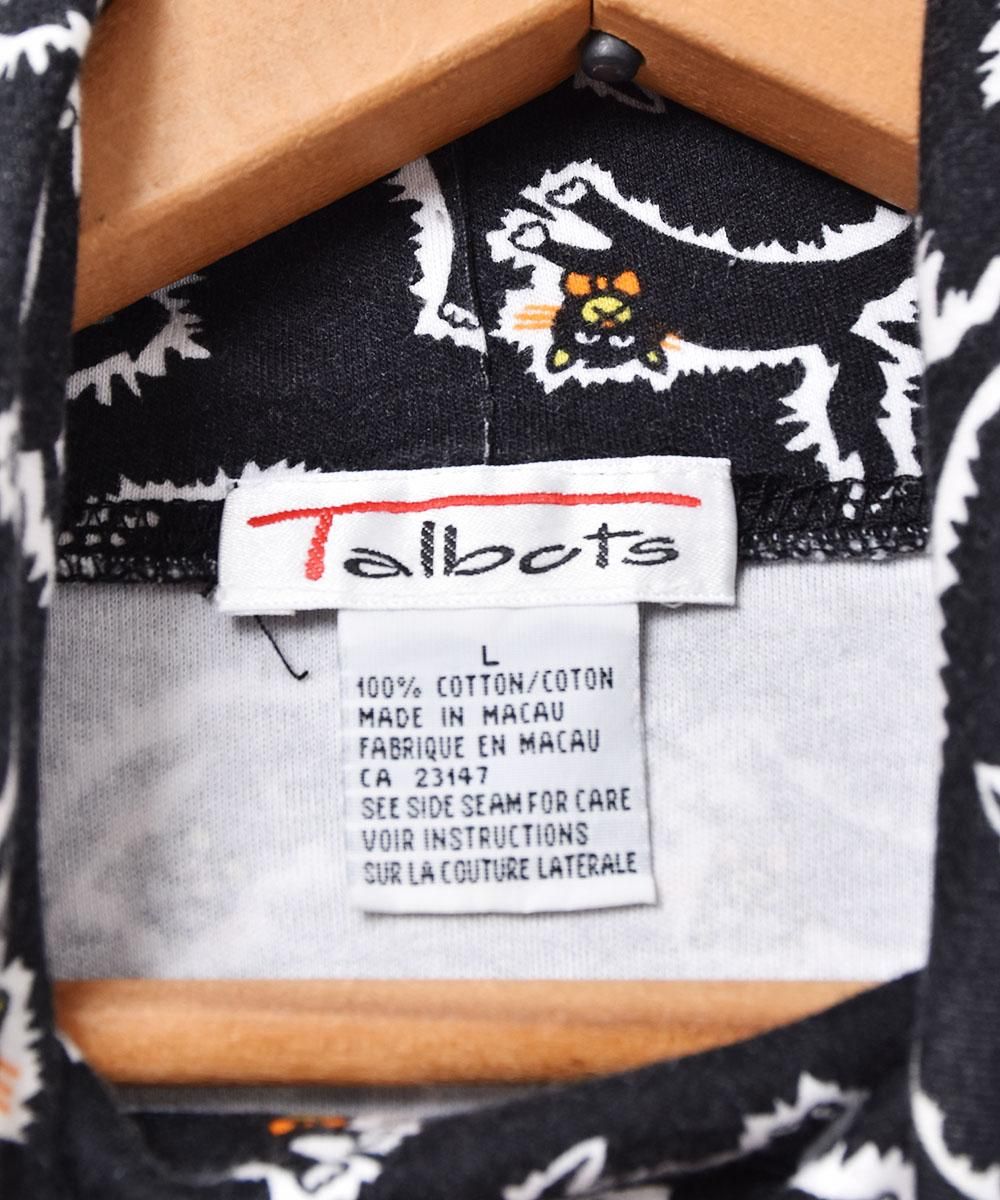 Talbots
L
100% COTTON/COTON
MADE IN MACAU
FABRIQUE EN MACAU
CA 23147
SEE SIDE SEAM FOR CARE
VOIR INSTRUCTIONS
SUR LA COUTURE LATERALE